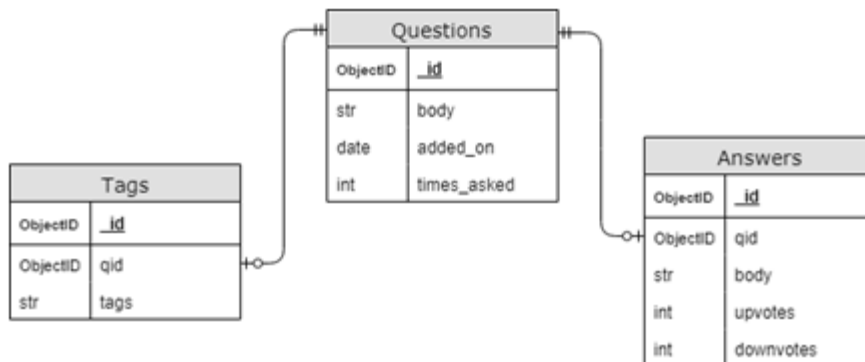 Questions
ObjectID _id
str body
date added_on
int times_asked
Tags
ObjectID _id
ObjectID qid
str tags
Answers
ObjectID _id
ObjectID qid
str body
int upvotes
int downvotes